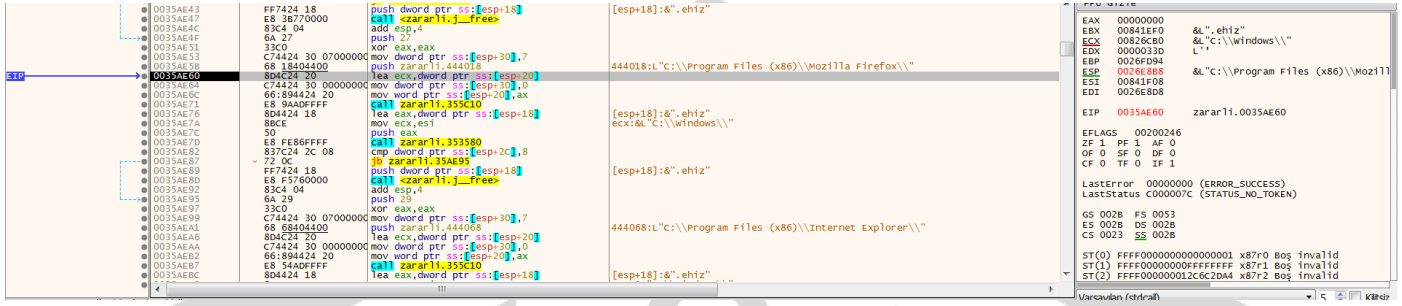 0035AE43 FF7424 18 push dword ptr ss:[esp+18] [esp+18]:&".ehiz"
0035AE47 E8 3B770000 call <zararli.j__free>
0035AE4C 83C4 04 add esp,4
0035AE4F 6A 27 push 27
0035AE51 33C0 xor eax,eax
0035AE53 C74424 30 07000000 mov dword ptr ss:[esp+30],7
0035AE5B 68 18404400 push zararli.444018 444018:L"C:\\Program Files (x86)\\Mozilla Firefox\\"
EIP 0035AE60 8D4C24 20 lea ecx,dword ptr ss:[esp+20]
0035AE64 C74424 30 00000000 mov dword ptr ss:[esp+30],0
0035AE6C 66:894424 20 mov word ptr ss:[esp+20],ax
0035AE71 E8 9AADFFFF call zararli.355C10
0035AE76 8D4424 18 lea eax,dword ptr ss:[esp+18] [esp+18]:&".ehiz"
0035AE7A 8BCE mov ecx,esi ecx:&L"C:\\Windows\\"
0035AE7C 50 push eax
0035AE7D E8 FE86FFFF call zararli.353580
0035AE82 837C24 2C 08 cmp dword ptr ss:[esp+2C],8
0035AE87 72 0C jb zararli.35AE95
0035AE89 FF7424 18 push dword ptr ss:[esp+18] [esp+18]:&".ehiz"
0035AE8D E8 F5760000 call <zararli.j__free>
0035AE92 83C4 04 add esp,4
0035AE95 6A 29 push 29
0035AE97 33C0 xor eax,eax
0035AE99 C74424 30 07000000 mov dword ptr ss:[esp+30],7
0035AEA1 68 68404400 push zararli.444068 444068:L"C:\\Program Files (x86)\\Internet Explorer\\"
0035AEA6 8D4C24 20 lea ecx,dword ptr ss:[esp+20]
0035AEAA C74424 30 00000000 mov dword ptr ss:[esp+30],0
0035AEB2 66:894424 20 mov word ptr ss:[esp+20],ax
0035AEB7 E8 54ADFFFF call zararli.355C10
0035AEBC 8D4424 18 lea eax,dword ptr ss:[esp+18] [esp+18]:&".ehiz"
EAX 00000000
EBX 00841EF0 &L".ehiz"
ECX 00826CB0 &L"C:\\Windows\\"
EDX 0000033D L'̽'
EBP 0026FD94
ESP 0026E8B8 &L"C:\\Program Files (x86)\\Mozill
ESI 00841F08
EDI 0026E8D8
EIP 0035AE60 zararli.0035AE60
EFLAGS 00200246
ZF 1 PF 1 AF 0
OF 0 SF 0 DF 0
CF 0 TF 0 IF 1
LastError 00000000 (ERROR_SUCCESS)
LastStatus C000007C (STATUS_NO_TOKEN)
GS 002B FS 0053
ES 002B DS 002B
CS 0023 SS 002B
ST(0) FFFF0000000000000001 x87r0 Boş invalid
ST(1) FFFF00000000FFFFFFFF x87r1 Boş invalid
ST(2) FFFF000000012C6C2DA4 x87r2 Boş invalid
Varsayılan (stdcall) 5 Kilitsiz